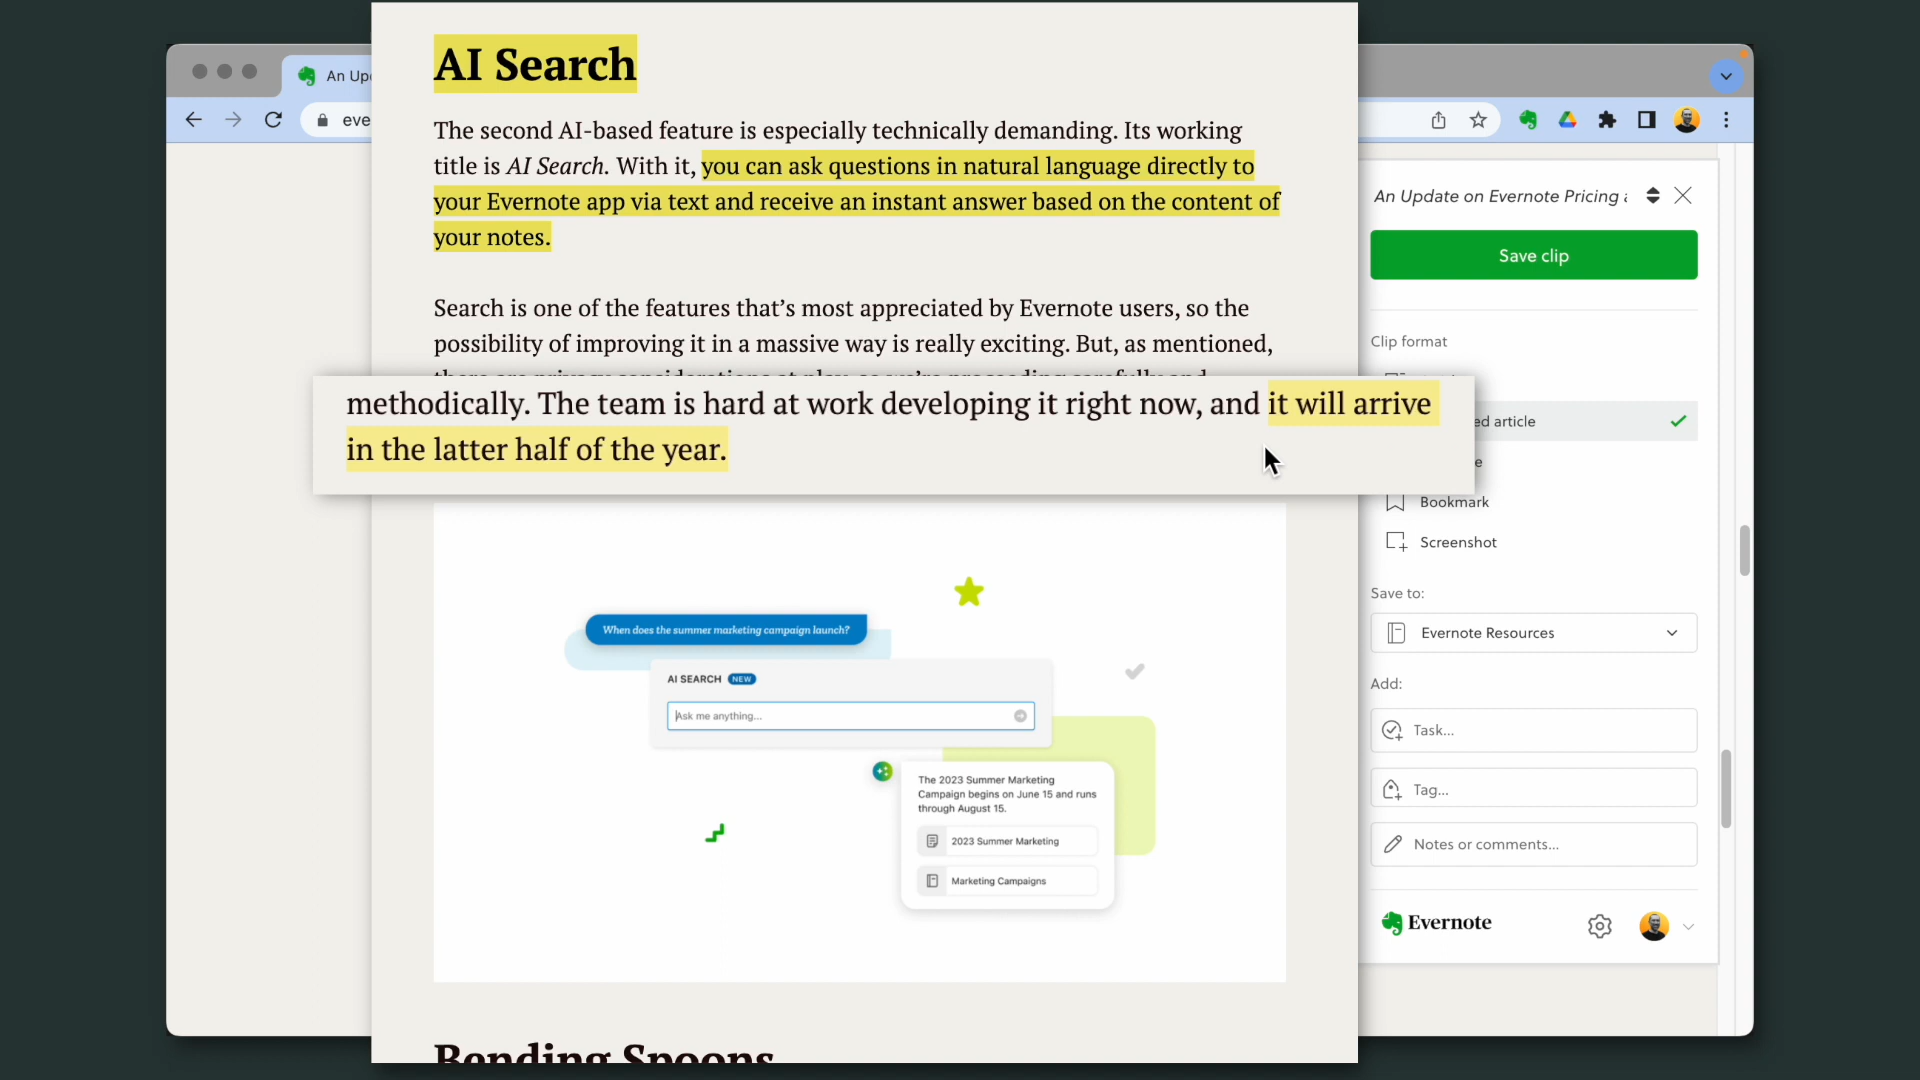 AI Search
The second AI-based feature is especially technically demanding. Its working
title is AI Search. With it, you can ask questions in natural language directly to
your Evernote app via text and receive an instant answer based on the content of
your notes.
Search is one of the features that’s most appreciated by Evernote users, so the
possibility of improving it in a massive way is really exciting. But, as mentioned,
methodically. The team is hard at work developing it right now, and it will arrive
in the latter half of the year.
When does the summer marketing campaign launch?
AI SEARCH NEW
Ask me anything...
The 2023 Summer Marketing
Campaign begins on June 15 and runs
through August 15.
2023 Summer Marketing
Marketing Campaigns
Bending Spoons
An Up
eve
An Update on Evernote Pricing
Save clip
Clip format
ed article
e
Bookmark
Screenshot
Save to:
Evernote Resources
Add:
Task...
Tag...
Notes or comments...
Evernote